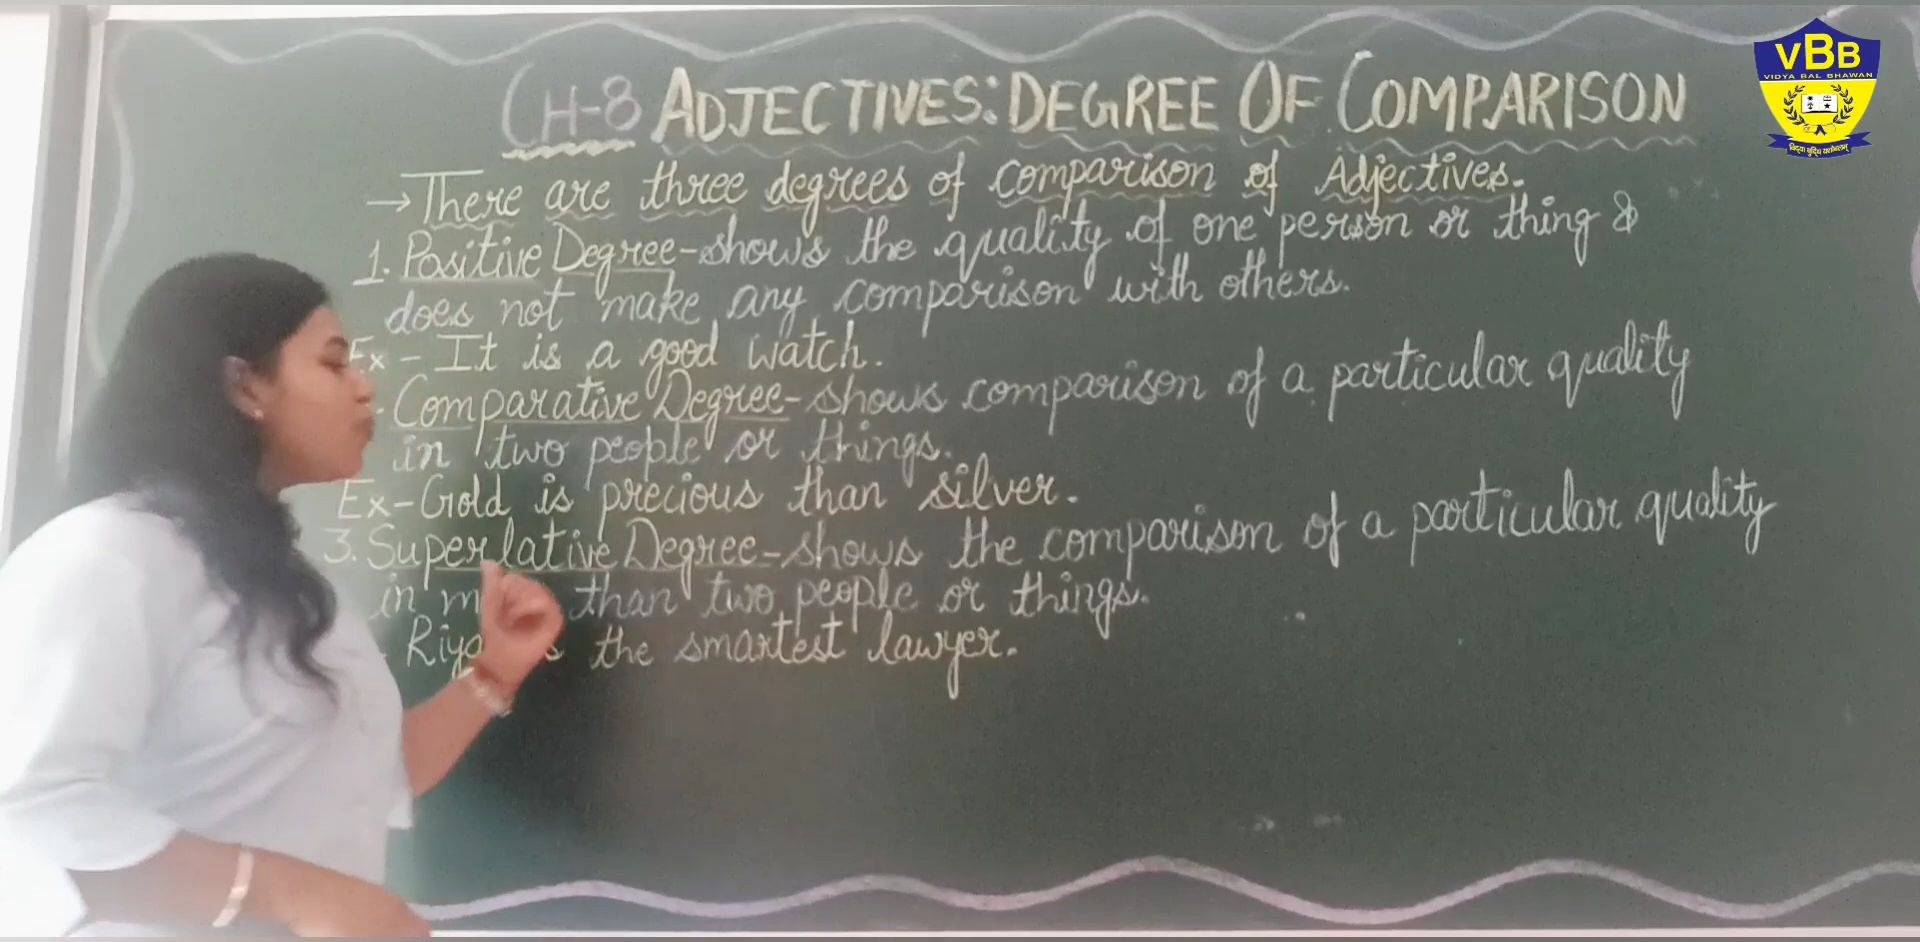 CH-8 ADJECTIVES: DEGREE OF COMPARISON
→ There are three degrees of comparison of Adjectives.
1. Positive Degree - shows the quality of one person or thing &
does not make any comparison with others.
Ex - It is a good watch.
Comparative Degree - shows comparison of a particular quality
in two people or things.
Ex - Gold is precious than silver.
3. Superlative Degree - shows the comparison of a particular quality
in than two people or things.
Riya the smartest lawyer.
VBB
VIDYA BAL BHAWAN